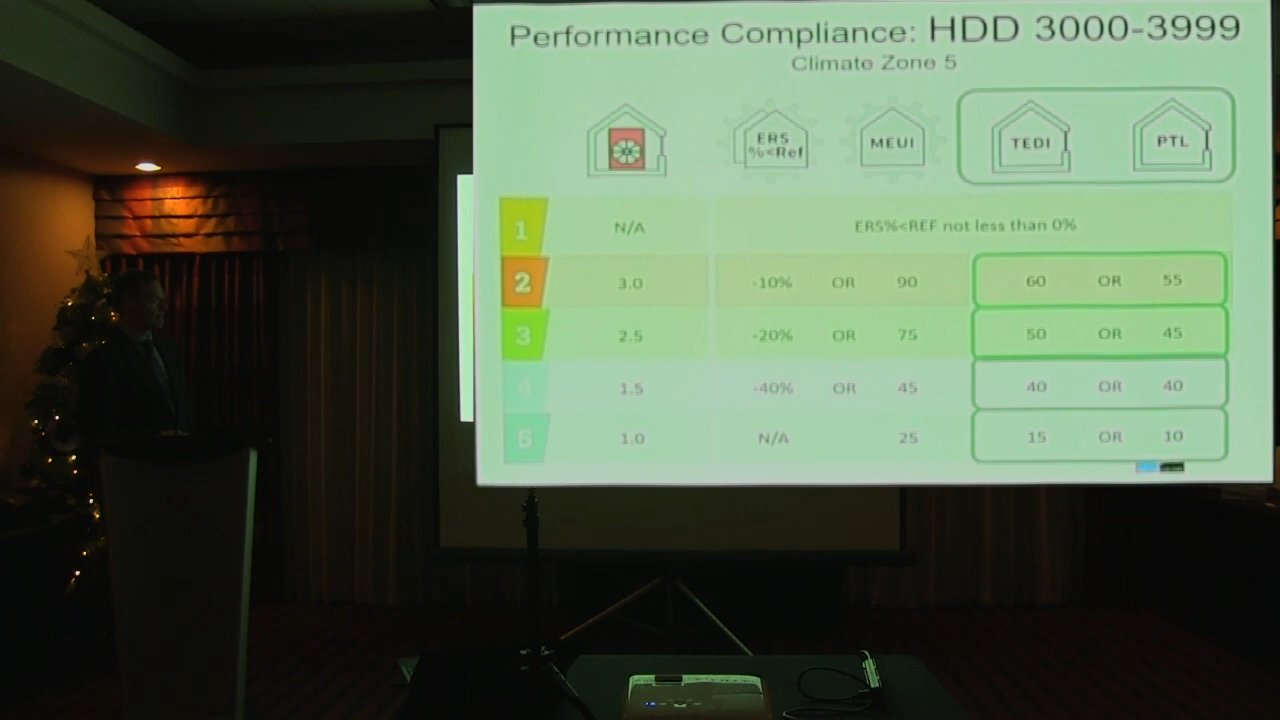 Performance Compliance: HDD 3000-3999
Climate Zone 5
ERS
%<Ref
MEUI
TEDI
PTL
1 N/A ERS%<REF not less than 0%
2 3.0 -10% OR 90 60 OR 55
3 2.5 -20% OR 75 50 OR 45
4 1.5 -40% OR 45 40 OR 40
5 1.0 N/A 25 15 OR 10